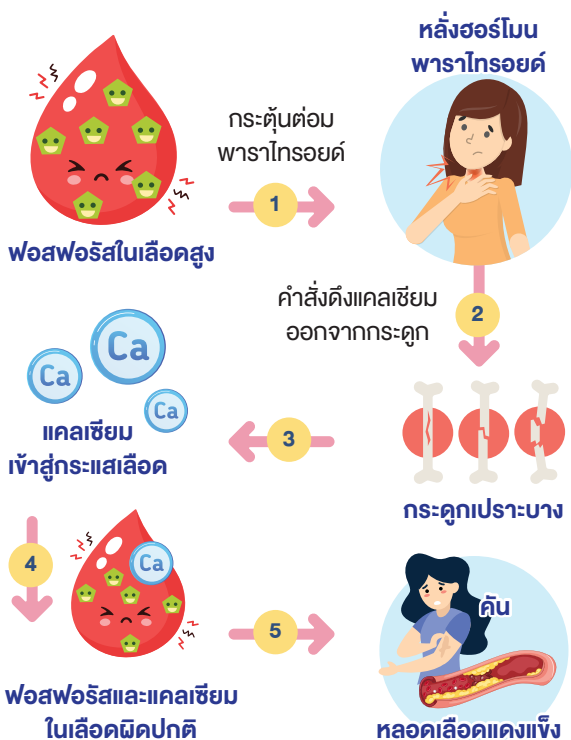 ฟอสฟอรัสในเลือดสูง
กระตุ้นต่อม
พาราไทรอยด์
1
หลั่งฮอร์โมน
พาราไทรอยด์
คำสั่งดึงแคลเซียม
ออกจากกระดูก
2
กระดูกเปราะบาง
3
Ca
Ca
Ca
แคลเซียม
เข้าสู่กระแสเลือด
4
Ca
ฟอสฟอรัสและแคลเซียม
ในเลือดผิดปกติ
5
คัน
หลอดเลือดแดงแข็ง